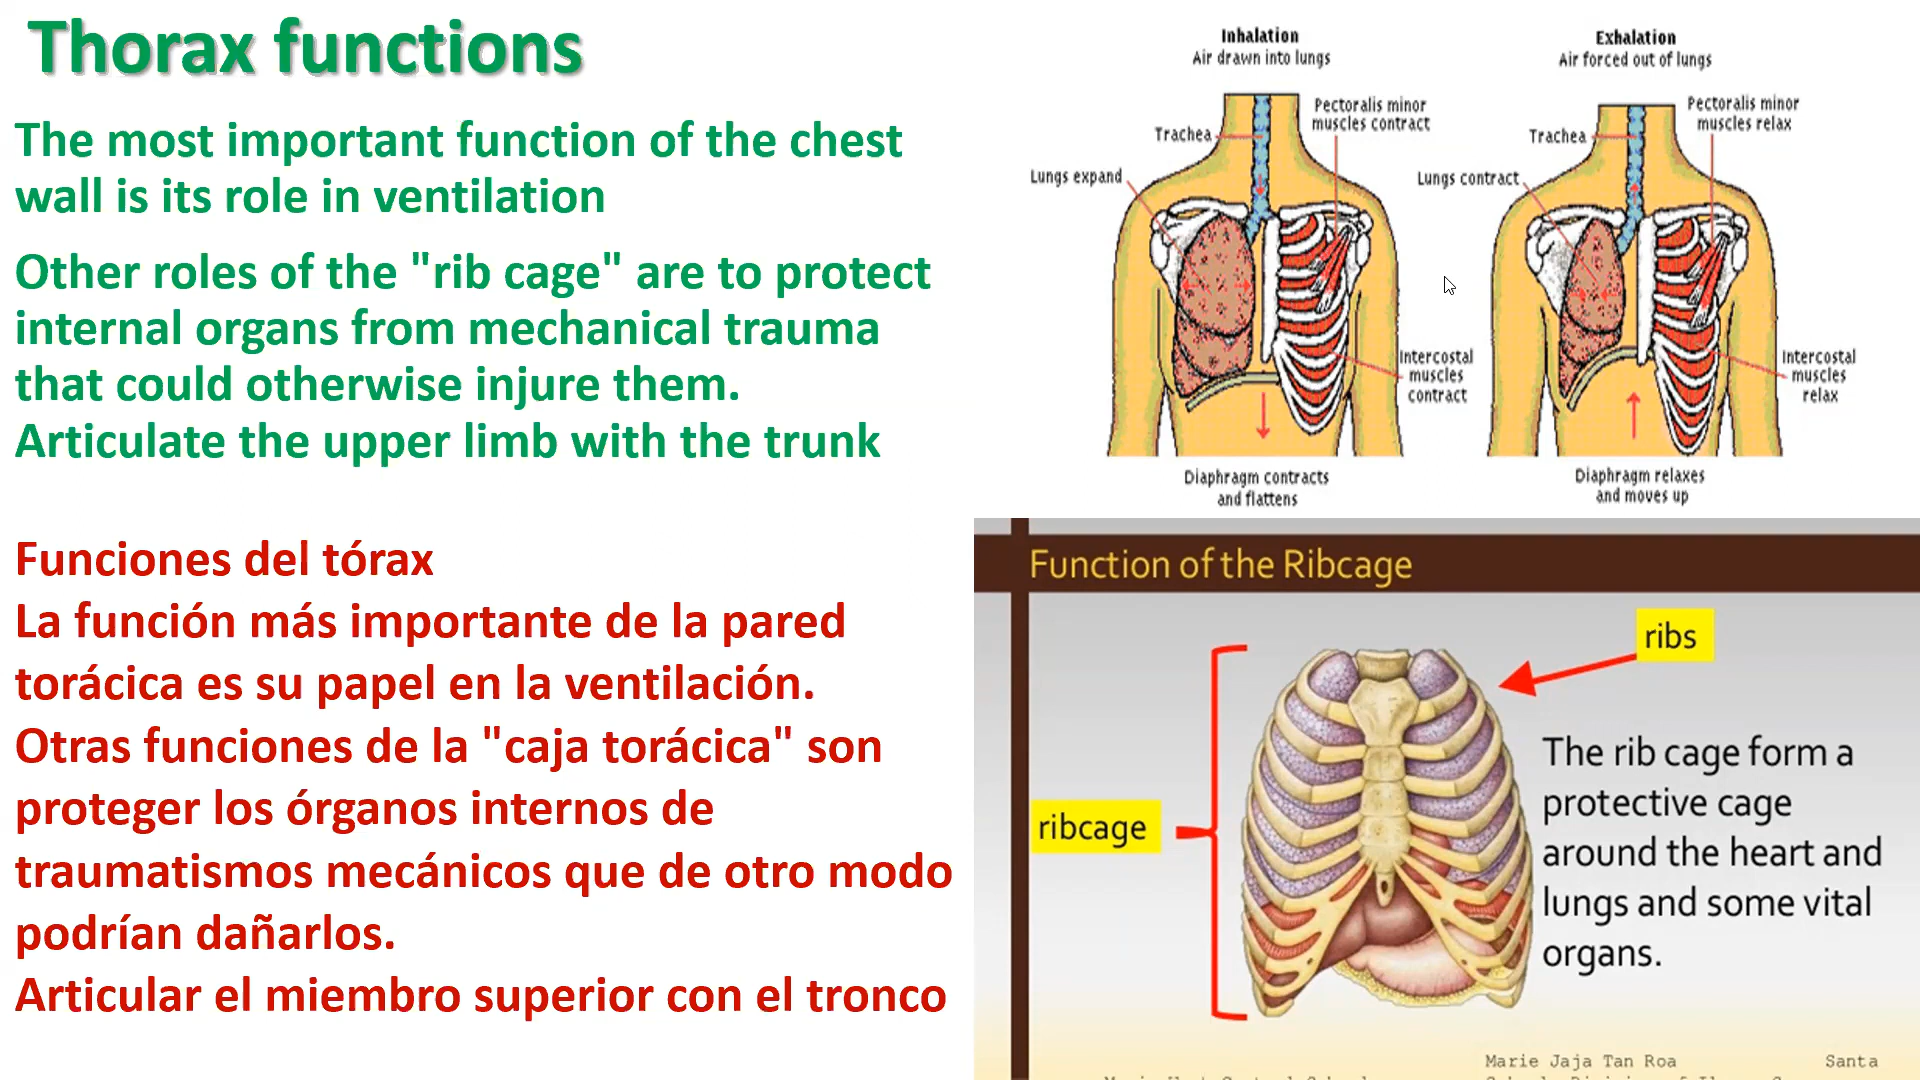 Thorax functions
The most important function of the chest
wall is its role in ventilation
Other roles of the "rib cage" are to protect
internal organs from mechanical trauma
that could otherwise injure them.
Articulate the upper limb with the trunk
Funciones del tórax
La función más importante de la pared
torácica es su papel en la ventilación.
Otras funciones de la "caja torácica" son
proteger los órganos internos de
traumatismos mecánicos que de otro modo
podrían dañarlos.
Articular el miembro superior con el tronco
Inhalation
Air drawn into lungs
Pectoralis minor
muscles contract
Trachea
Lungs expand
Intercostal
muscles
contract
Diaphragm contracts
and flattens
Exhalation
Air forced out of lungs
Pectoralis minor
muscles relax
Trachea
Lungs contract
Intercostal
muscles
relax
Diaphragm relaxes
and moves up
Function of the Ribcage
ribs
ribcage
The rib cage form a
protective cage
around the heart and
lungs and some vital
organs.
Marie Jaja Tan Roa
Santa